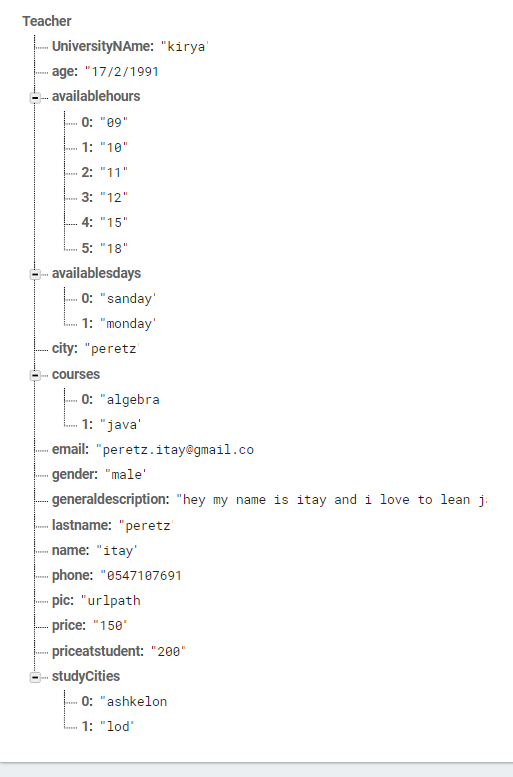 Teacher
UniversityNAme: "kirya'
age: "17/2/1991
availablehours
0: "09"
1: "10"
2: "11"
3: "12"
4: "15"
5: "18"
availablesdays
0: "sanday'
1: "monday'
city: "peretz'
courses
0: "algebra
1: "java'
email: "peretz.itay@gmail.co
gender: "male'
generaldescription: "hey my name is itay and i love to lean j
lastname: "peretz'
name: "itay'
phone: "0547107691
pic: "urlpath
price: "150'
priceatstudent: "200"
studyCities
0: "ashkelon
1: "lod'